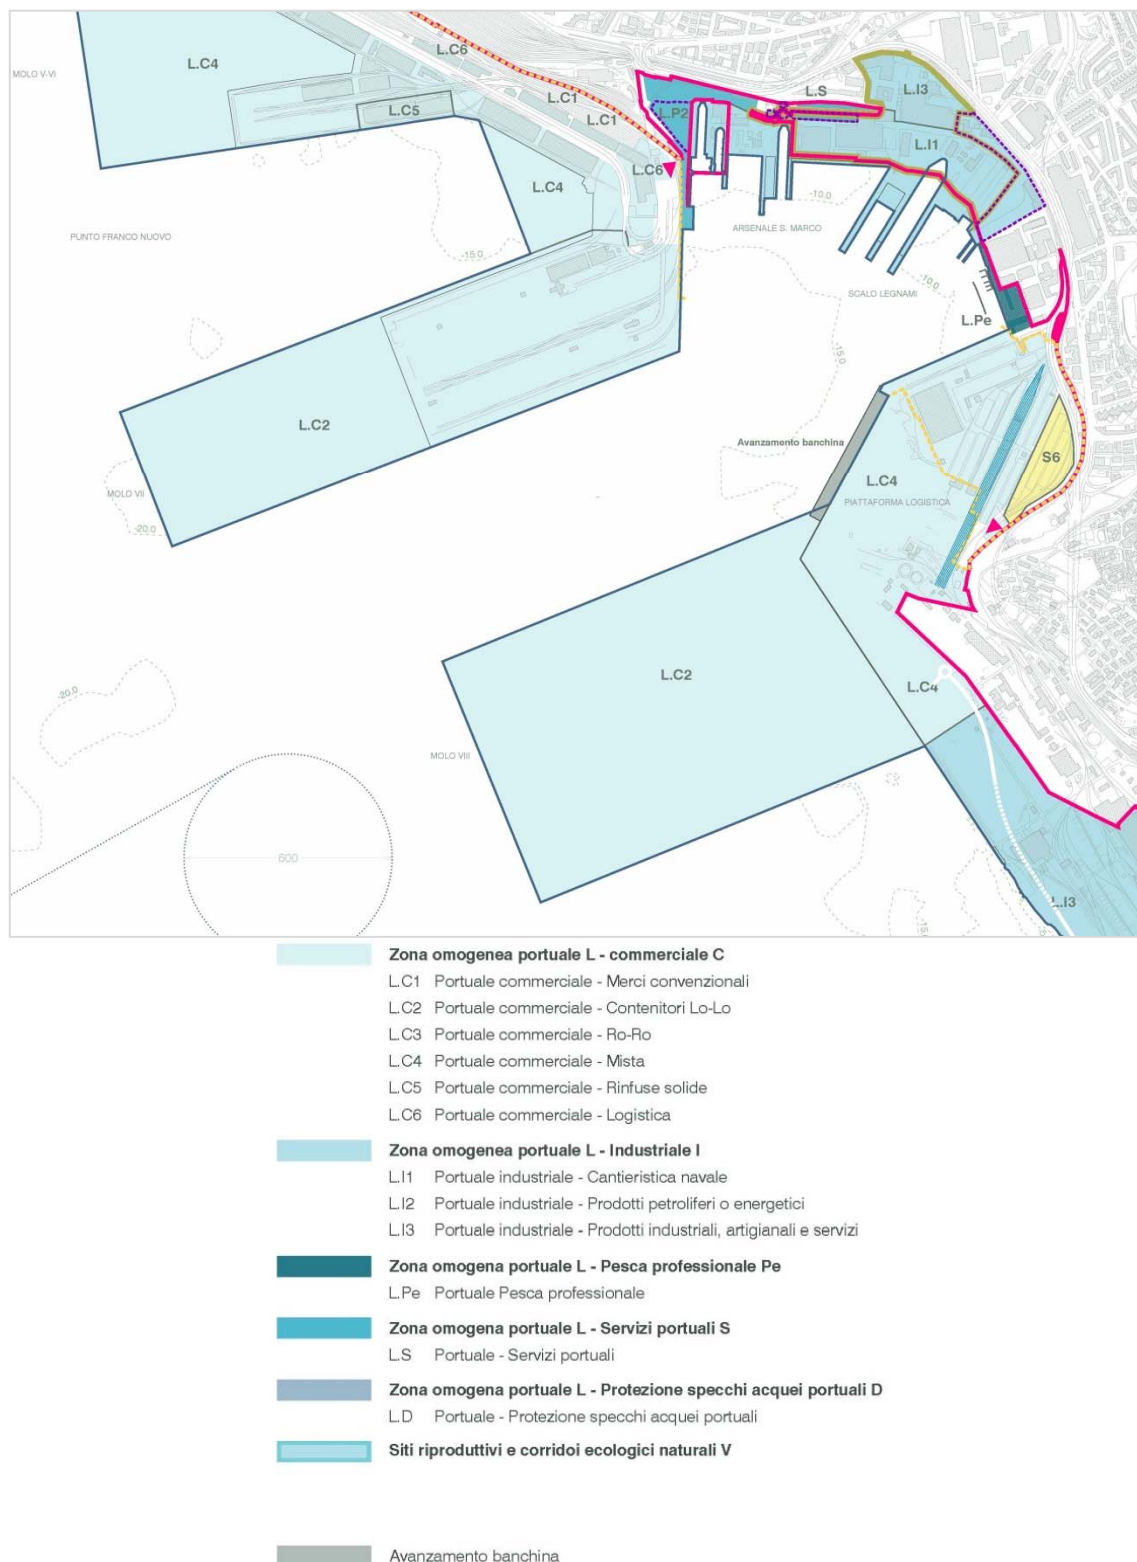 L.C6
L.C4
MOLO V-VI
L.S
L.I3
L.C1
L.C5
L.C1
L.P2
L.I1
L.C6
L.C4
-10.0
PUNTO FRANCO NUOVO
ARSENALE S. MARCO
-15.0
-10.0
SCALO LEGNAMI
L.Pe
-15.0
L.C2
Avanzamento banchina
S6
L.C4
MOLO VII
PIATTAFORMA LOGISTICA
-20.0
L.C2
L.C4
-20.0
MOLO VIII
600
L.I3
Zona omogenea portuale L - commerciale C
L.C1 Portuale commerciale - Merci convenzionali
L.C2 Portuale commerciale - Contenitori Lo-Lo
L.C3 Portuale commerciale - Ro-Ro
L.C4 Portuale commerciale - Mista
L.C5 Portuale commerciale - Rinfuse solide
L.C6 Portuale commerciale - Logistica
Zona omogenea portuale L - Industriale I
L.I1 Portuale industriale - Cantieristica navale
L.I2 Portuale industriale - Prodotti petroliferi o energetici
L.I3 Portuale industriale - Prodotti industriali, artigianali e servizi
Zona omogena portuale L - Pesca professionale Pe
L.Pe Portuale Pesca professionale
Zona omogena portuale L - Servizi portuali S
L.S Portuale - Servizi portuali
Zona omogena portuale L - Protezione specchi acquei portuali D
L.D Portuale - Protezione specchi acquei portuali
Siti riproduttivi e corridoi ecologici naturali V
Avanzamento banchina